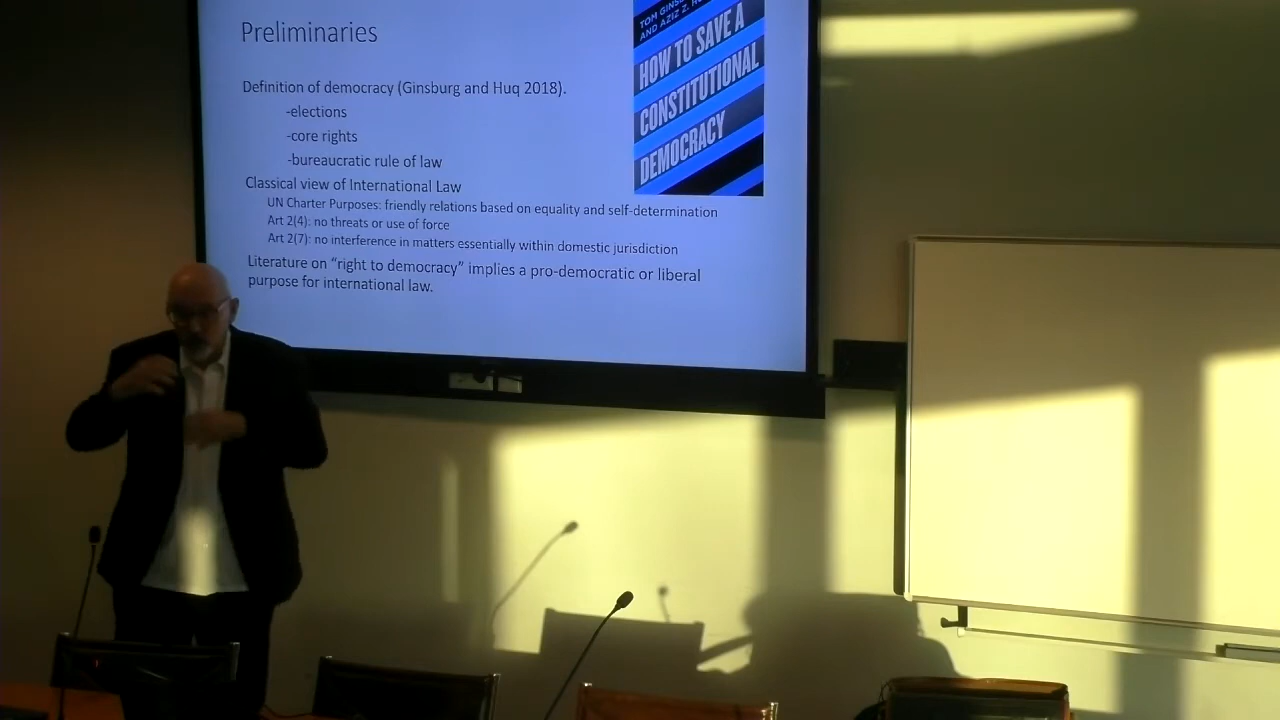 Preliminaries
Definition of democracy (Ginsburg and Huq 2018).
-elections
-core rights
-bureaucratic rule of law
Classical view of International Law
UN Charter Purposes: friendly relations based on equality and self-determination
Art 2(4): no threats or use of force
Art 2(7): no interference in matters essentially within domestic jurisdiction
Literature on "right to democracy" implies a pro-democratic or liberal
purpose for international law.
TOM
AND AZIZ Z.
HOW TO SAVE A
CONSTITUTIONAL
DEMOCRACY